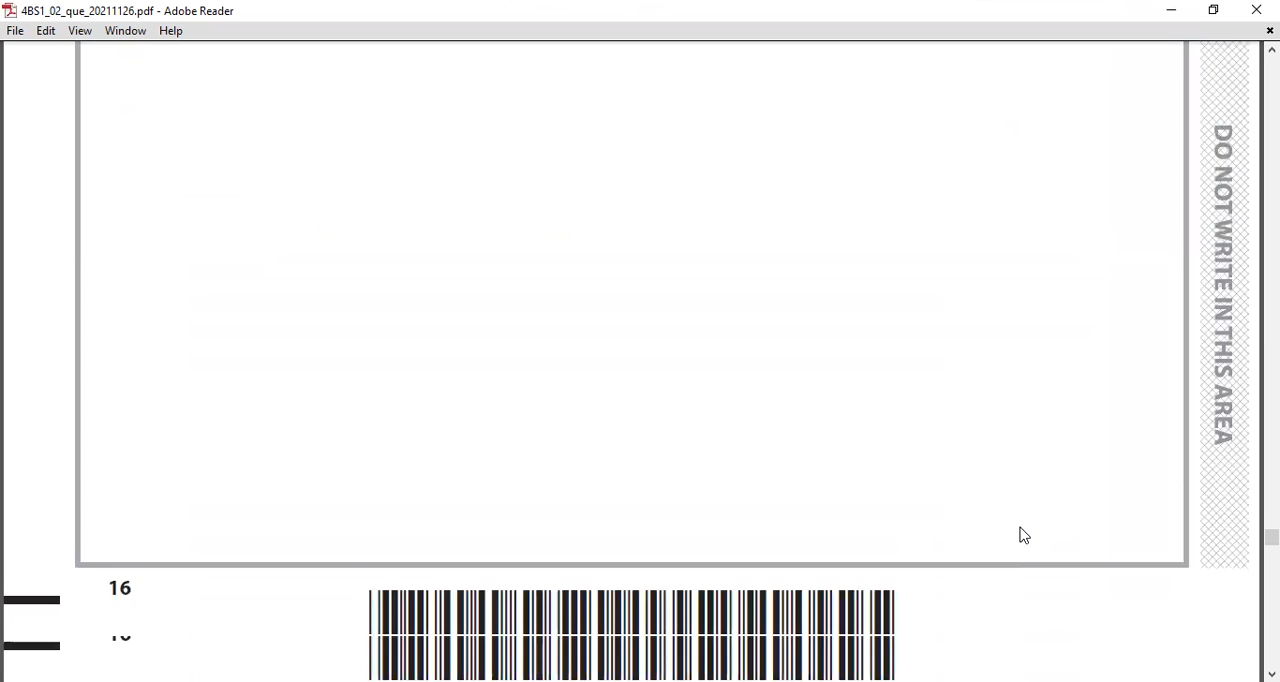 4BS1_02_que_20211126.pdf - Adobe Reader
File Edit View Window Help
DO NOT WRITE IN THIS AREA
16